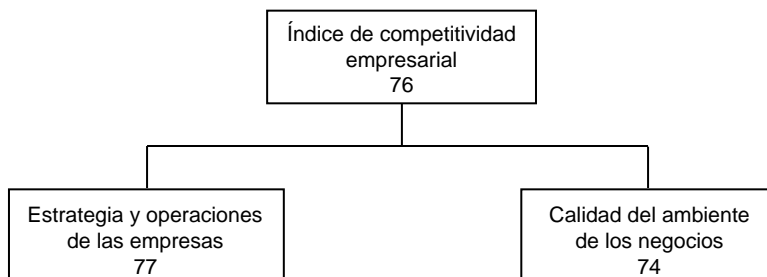 Índice de competitividad
empresarial
76
Estrategia y operaciones
de las empresas
77
Calidad del ambiente
de los negocios
74